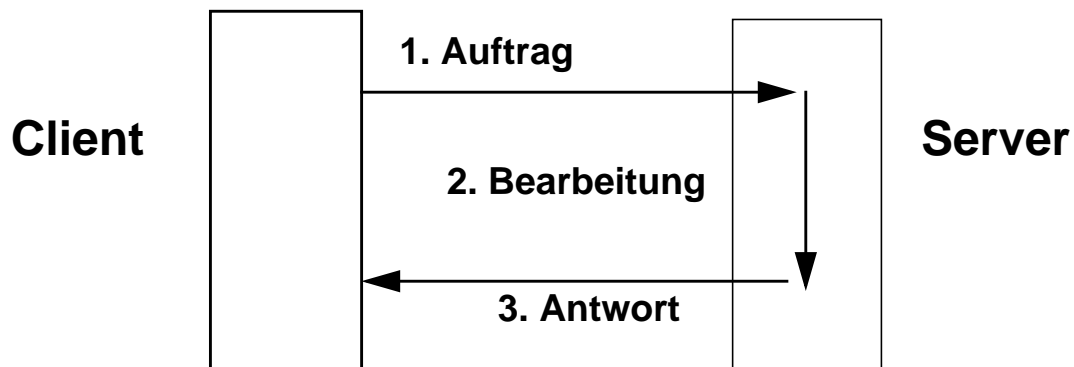 1. Auftrag
Client
Server
2. Bearbeitung
3. Antwort